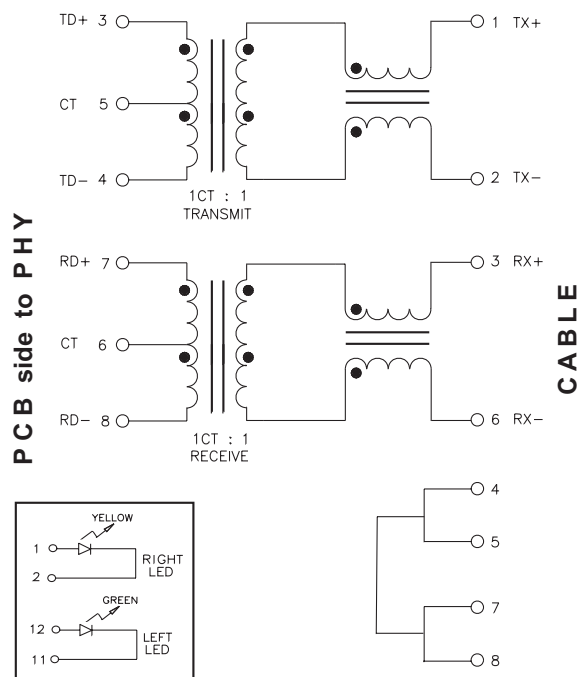 TD+ 3
1 TX+
CT 5
TD- 4
2 TX-
1CT : 1
TRANSMIT
PCB side to PHY
RD+ 7
3 RX+
CT 6
RD- 8
6 RX-
1CT : 1
RECEIVE
CABLE
4
5
7
8
YELLOW
1
2
RIGHT
LED
GREEN
12
11
LEFT
LED